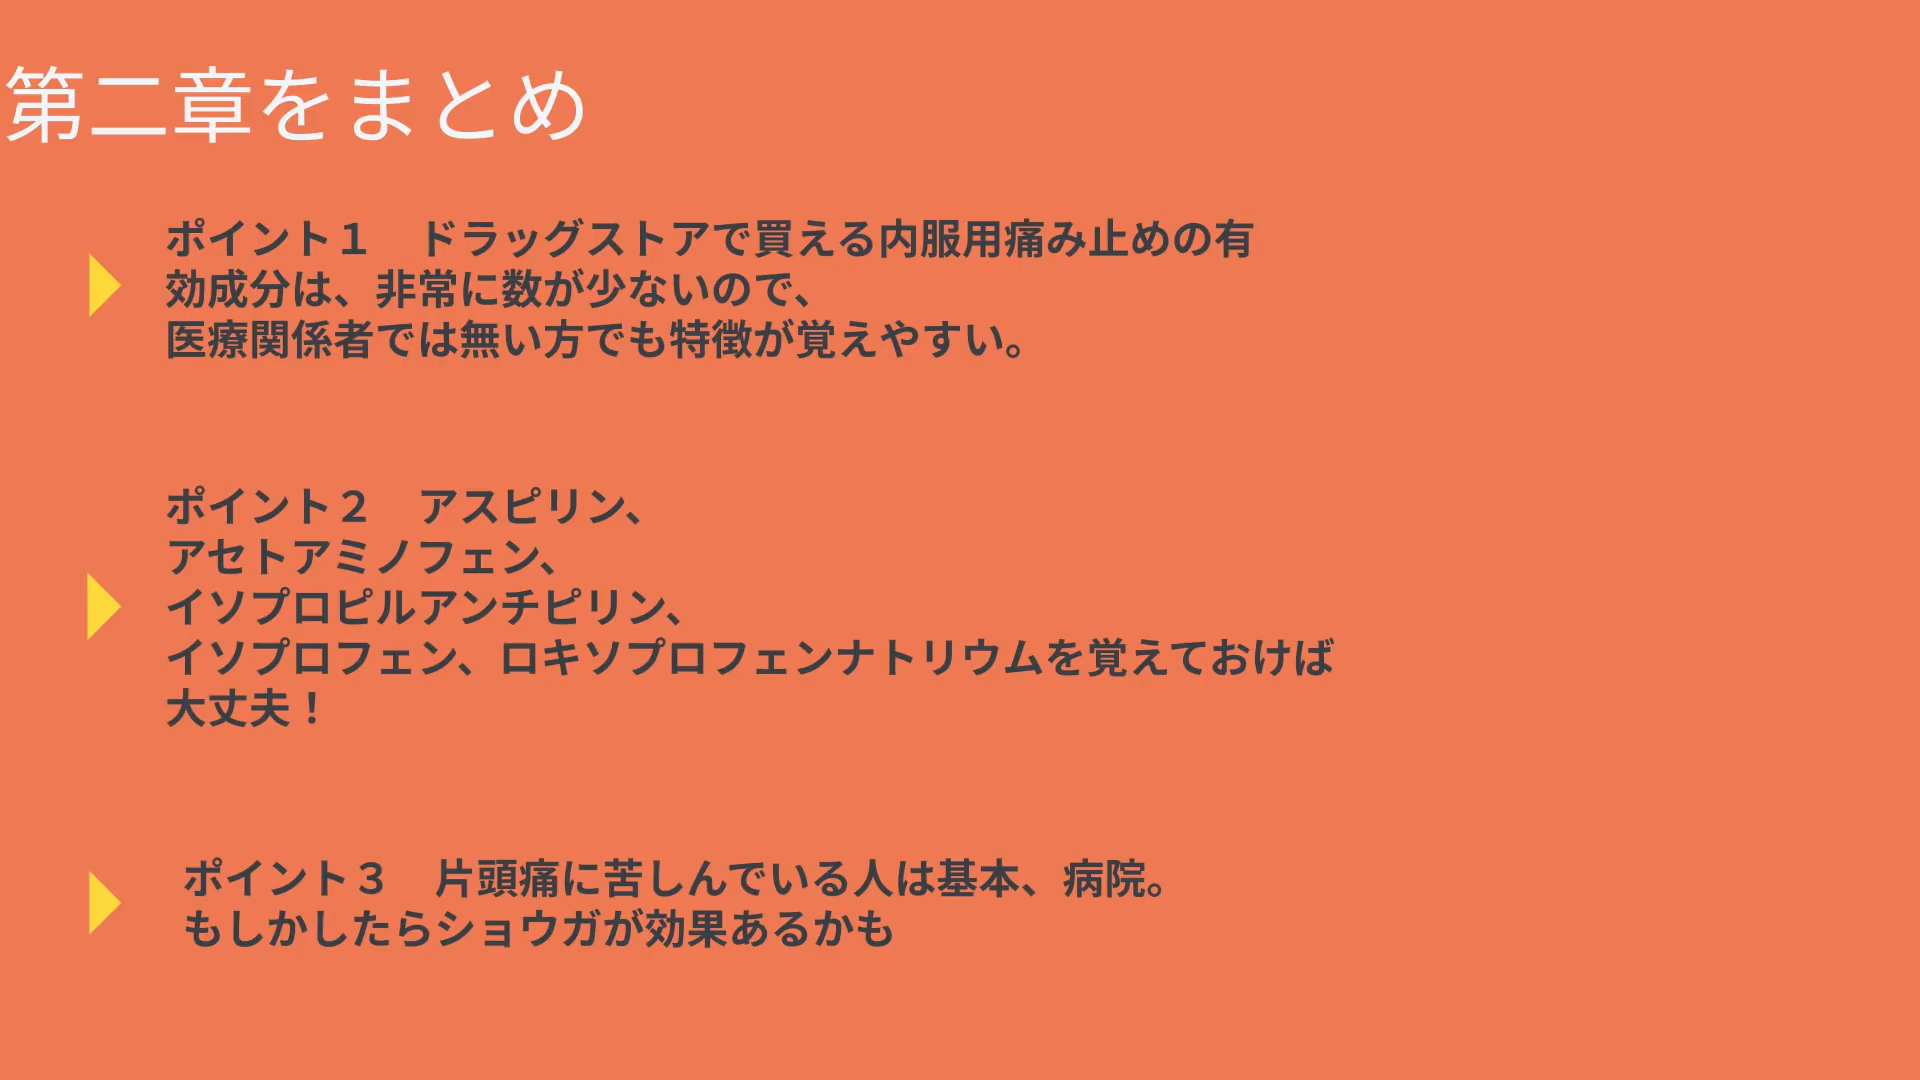 第二章をまとめ
ポイント１　ドラッグストアで買える内服用痛み止めの有
効成分は、非常に数が少ないので、
医療関係者では無い方でも特徴が覚えやすい。
ポイント２　アスピリン、
アセトアミノフェン、
イソプロピルアンチピリン、
イソプロフェン、ロキソプロフェンナトリウムを覚えておけば
大丈夫！
ポイント３　片頭痛に苦しんでいる人は基本、病院。
もしかしたらショウガが効果あるかも